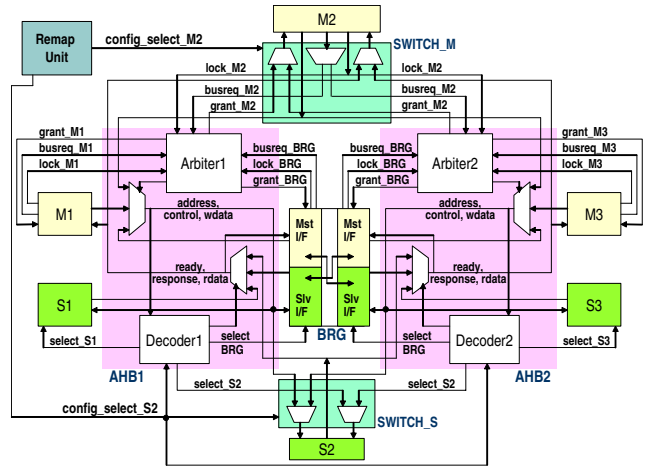 M2
Remap
Unit
config_select_M2
SWITCH_M
lock_M2
lock_M2
busreq_M2
busreq_M2
grant_M2
grant_M2
grant_M1
busreq_M1
lock_M1
Arbiter1
busreq_BRG
lock_BRG
grant_BRG
busreq_BRG
lock_BRG
grant_BRG
Arbiter2
grant_M3
busreq_M3
lock_M3
M1
address,
control, wdata
Mst
I/F
Mst
I/F
address,
control, wdata
M3
ready,
response, rdata
ready,
response, rdata
S1
Slv
I/F
Slv
I/F
S3
BRG
select_S1
Decoder1
select
BRG
select
BRG
Decoder2
select_S3
AHB1
select_S2
select_S2
AHB2
config_select_S2
SWITCH_S
S2